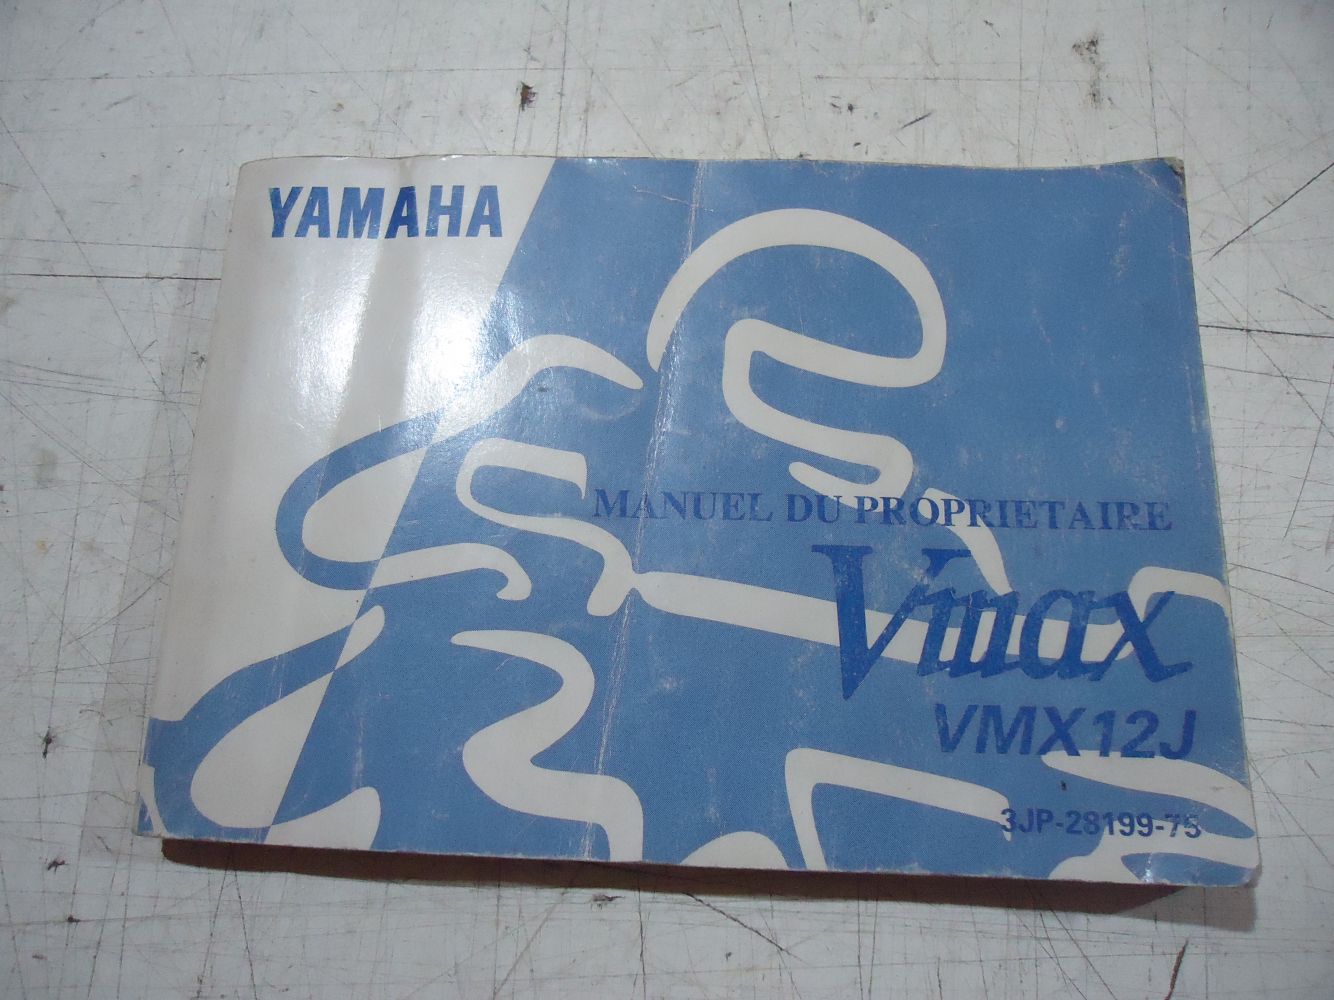 YAMAHA
MANUEL DU PROPRIETAIRE
Vmax
VMX12J
3JP-28199-75